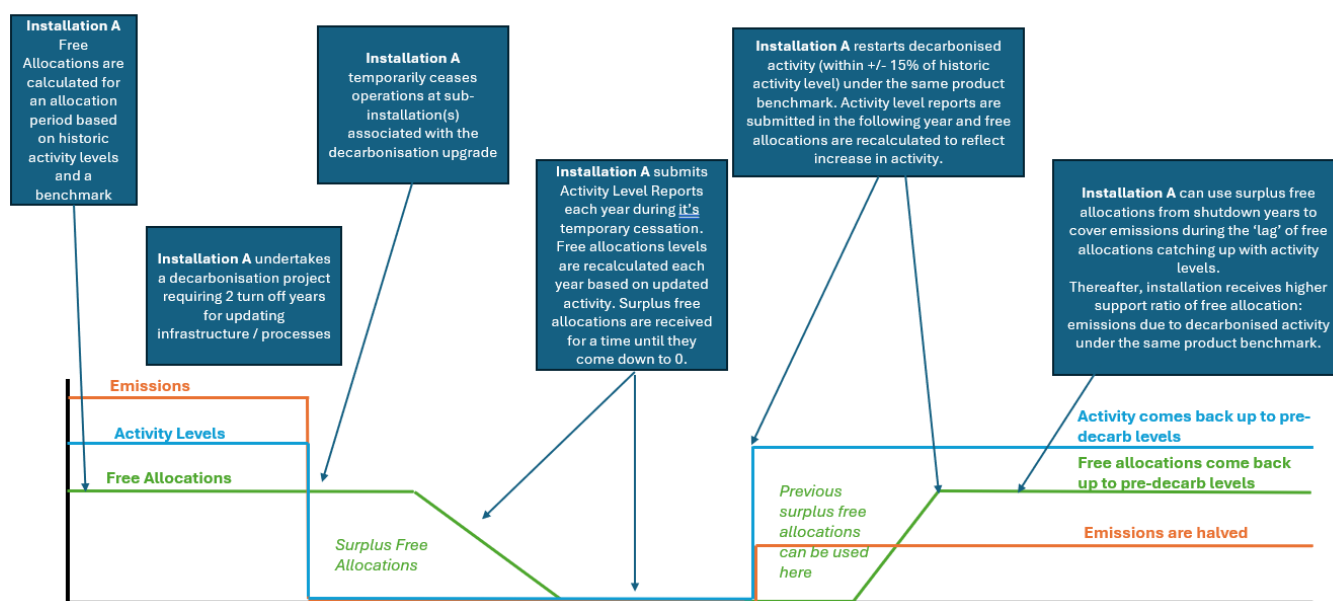 Installation A
Free
Allocations are
calculated for
an allocation
period based
on historic
activity levels
and a
benchmark
Installation A
temporarily ceases
operations at sub-
installation(s)
associated with the
decarbonisation upgrade
Installation A restarts decarbonised
activity (within +/- 15% of historic
activity level) under the same product
benchmark. Activity level reports are
submitted in the following year and free
allocations are recalculated to reflect
increase in activity.
Installation A undertakes
a decarbonisation project
requiring 2 turn off years
for updating
infrastructure / processes
Installation A submits
Activity Level Reports
each year during it's
temporary cessation.
Free allocations levels
are recalculated each
year based on updated
activity. Surplus free
allocations are received
for a time until they
come down to 0.
Installation A can use surplus free
allocations from shutdown years to
cover emissions during the ‘lag’ of free
allocations catching up with activity
levels.
Thereafter, installation receives higher
support ratio of free allocation:
emissions due to decarbonised activity
under the same product benchmark.
Emissions
Activity Levels
Free Allocations
Surplus Free
Allocations
Previous
surplus free
allocations
can be used
here
Activity comes back up to pre-
decarb levels
Free allocations come back
up to pre-decarb levels
Emissions are halved